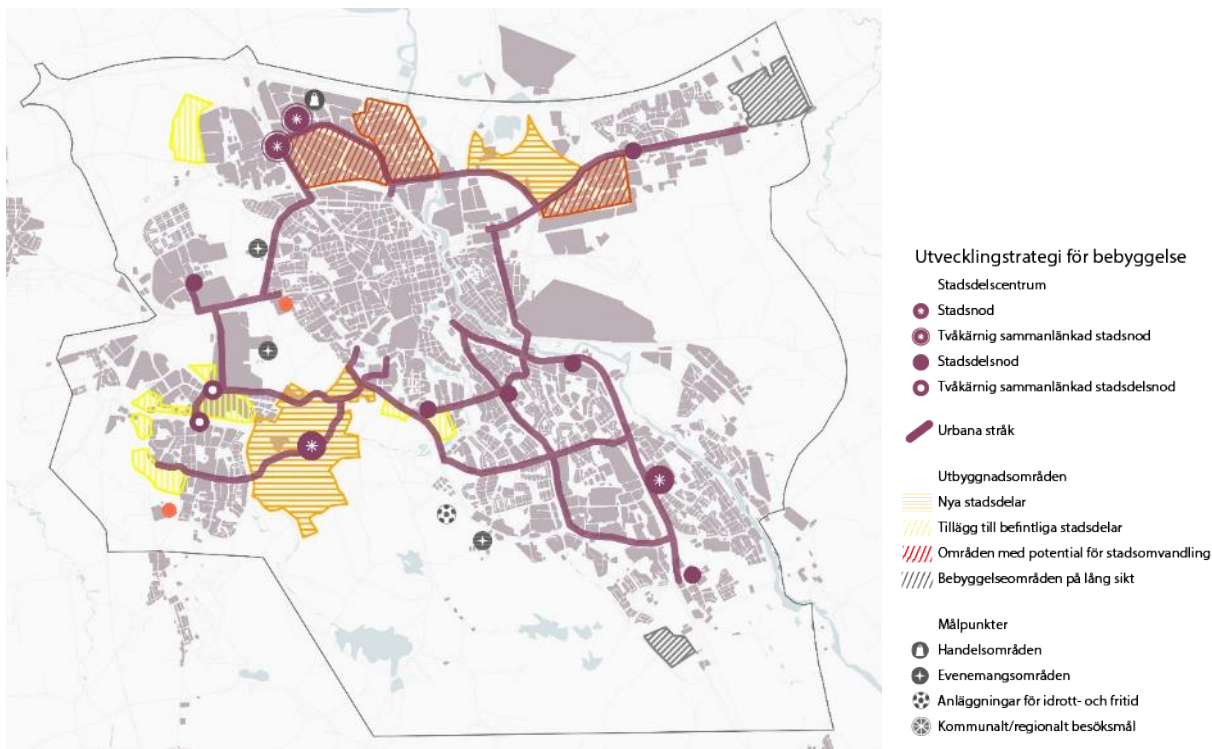 Utvecklingstrategi för bebyggelse
Stadsdelscentrum
Stadsnod
Tvåkärnig sammanlänkad stadsnod
Stadsdelsnod
Tvåkärnig sammanlänkad stadsdelsnod
Urbana stråk
Utbyggnadsområden
Nya stadsdelar
Tillägg till befintliga stadsdelar
Områden med potential för stadsomvandling
Bebyggelseområden på lång sikt
Målpunkter
Handelsområden
Evenemangsområden
Anläggningar för idrott- och fritid
Kommunalt/regionalt besöksmål